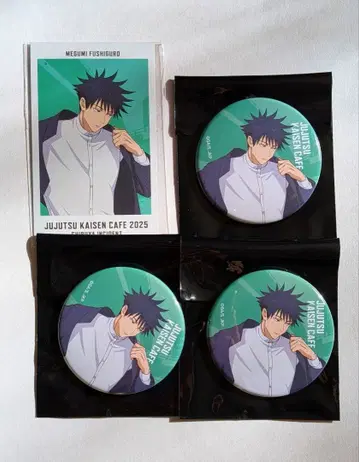 MEGUMI FUSHIGURO
JUJUTSU KAISEN CAFE 2025
SHIBUYA INCIDENT
JUJUTSU
KAISEN CAFE
JUJUTSU
KAISEN CAFE
JUJUTSU
KAISEN CAFE